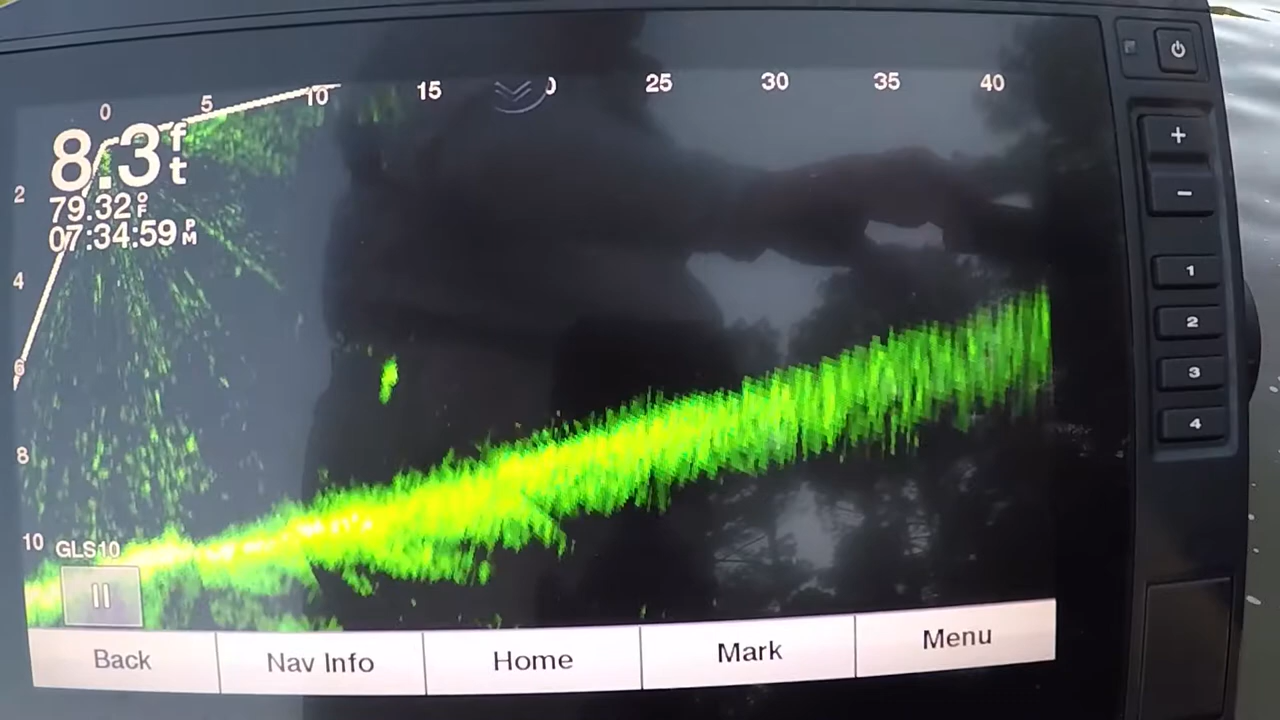 0 5 10 15 0 25 30 35 40
8.3 ft
2
79.32°F
07:34:59 PM
4
6
8
10 GLS10
Back Nav Info Home Mark Menu
+
-
1
2
3
4